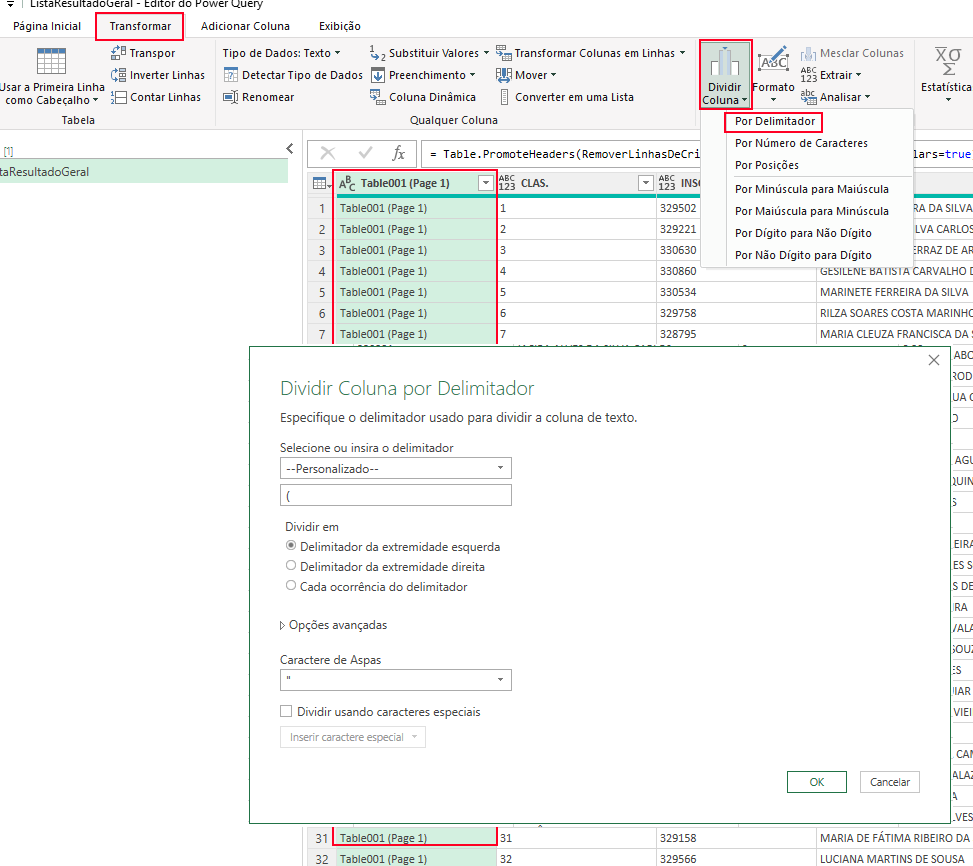 ListaResultadoGeral - Editor do Power Query
Página Inicial Transformar Adicionar Coluna Exibição
Transpor Tipo de Dados: Texto Substituir Valores Transformar Colunas em Linhas Mesclar Colunas
Usar a Primeira Linha como Cabeçalho Inverter Linhas Detectar Tipo de Dados Preenchimento Mover Dividir Coluna Formato Extrair Estatística
Contar Linhas Renomear Coluna Dinâmica Converter em uma Lista Analisar
Tabela Qualquer Coluna
Por Delimitador
Por Número de Caracteres
Por Posições
Por Minúscula para Maiúscula
Por Maiúscula para Minúscula
Por Dígito para Não Dígito
Por Não Dígito para Dígito
[1]
taResultadoGeral
fx = Table.PromoteHeaders(RemoverLinhasDeCri lars=true
Table001 (Page 1) ABC 123 CLAS. ABC 123 INSC
1 Table001 (Page 1) 1 329502 RA DA SILVA
2 Table001 (Page 1) 2 329221 LVA CARLOS
3 Table001 (Page 1) 3 330630 ERRAZ DE AR
4 Table001 (Page 1) 4 330860 GESILENE BATISTA CARVALHO D
5 Table001 (Page 1) 5 330534 MARINETE FERREIRA DA SILVA
6 Table001 (Page 1) 6 329758 RILZA SOARES COSTA MARINHO
7 Table001 (Page 1) 7 328795 MARIA CLEUZA FRANCISCA DA S
Dividir Coluna por Delimitador
Especifique o delimitador usado para dividir a coluna de texto.
Selecione ou insira o delimitador
--Personalizado--
(
Dividir em
Delimitador da extremidade esquerda
Delimitador da extremidade direita
Cada ocorrência do delimitador
Opções avançadas
Caractere de Aspas
"
Dividir usando caracteres especiais
Inserir caractere especial
OK Cancelar
31 Table001 (Page 1) 31 329158 MARIA DE FÁTIMA RIBEIRO DA
32 Table001 (Page 1) 32 329566 LUCIANA MARTINS DE SOUSA